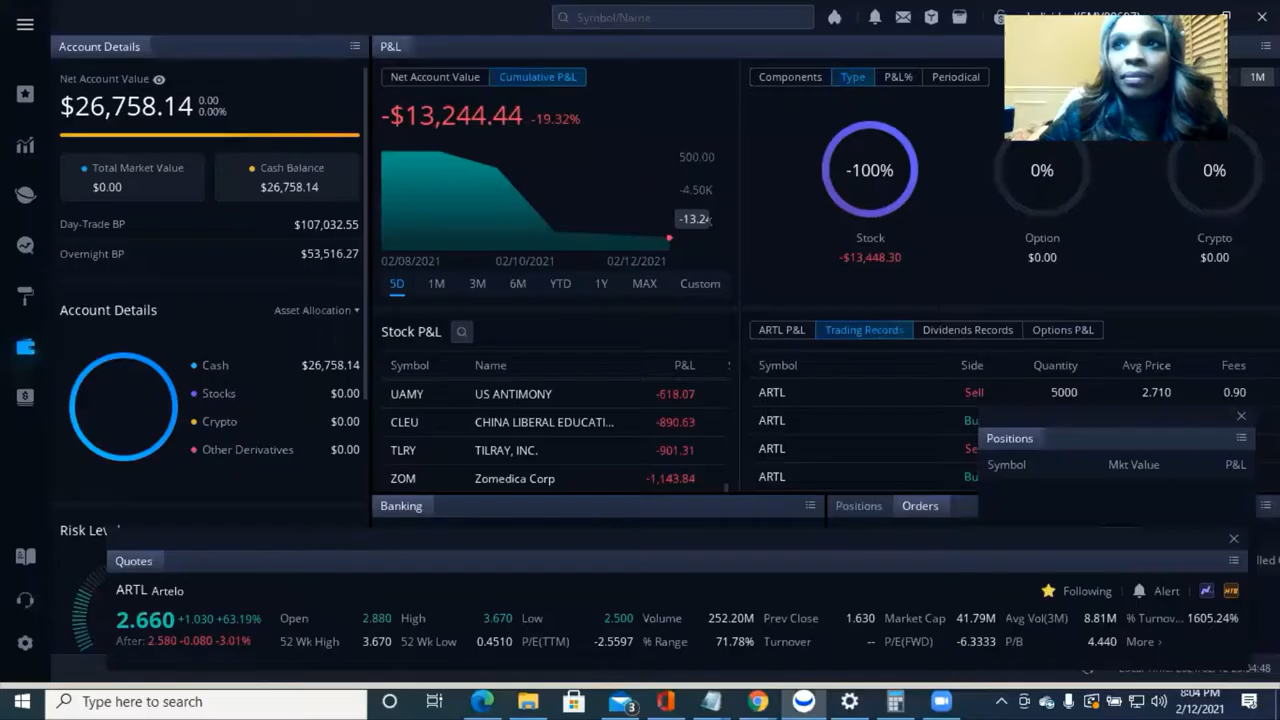 Symbol/Name
Account Details
P&L
Net Account Value
$26,758.14
0.00
0.00%
Total Market Value
$0.00
Cash Balance
$26,758.14
Day-Trade BP $107,032.55
Overnight BP $53,516.27
Account Details Asset Allocation
Cash $26,758.14
Stocks $0.00
Crypto $0.00
Other Derivatives $0.00
Net Account Value Cumulative P&L
-$13,244.44 -19.32%
500.00
-4.50K
-13.24
02/08/2021 02/10/2021 02/12/2021
5D 1M 3M 6M YTD 1Y MAX Custom
Components Type P&L% Periodical 1M
-100% 0% 0%
Stock Option Crypto
-$13,448.30 $0.00 $0.00
Stock P&L
Symbol Name P&L
UAMY US ANTIMONY -618.07
CLEU CHINA LIBERAL EDUCATI... -890.63
TLRY TILRAY, INC. -901.31
ZOM Zomedica Corp -1,143.84
ARTL P&L Trading Records Dividends Records Options P&L
Symbol Side Quantity Avg Price Fees
ARTL Sell 5000 2.710 0.90
ARTL Bu
ARTL Se
ARTL Bu
Positions
Symbol Mkt Value P&L
Banking
Positions Orders
Risk Lev
Quotes
ARTL Artelo Following Alert
2.660 +1.030 +63.19% Open 2.880 High 3.670 Low 2.500 Volume 252.20M Prev Close 1.630 Market Cap 41.79M Avg Vol(3M) 8.81M % Turnov... 1605.24%
After: 2.580 -0.080 -3.01% 52 Wk High 3.670 52 Wk Low 0.4510 P/E(TTM) -2.5597 % Range 71.78% Turnover -- P/E(FWD) -6.3333 P/B 4.440 More ›
Type here to search
3
8:04 PM
2/12/2021